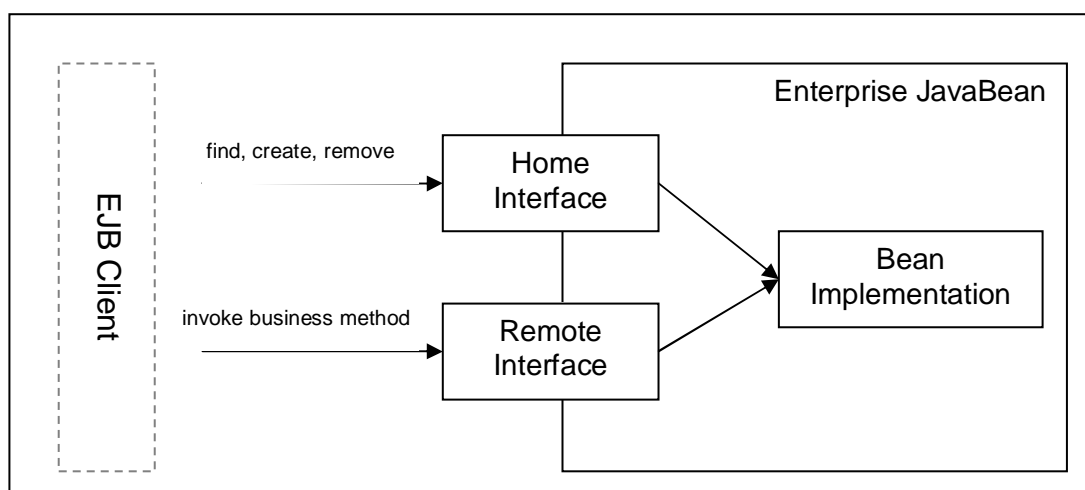 Enterprise JavaBean
find, create, remove
Home
Interface
EJB Client
Bean
Implementation
invoke business method
Remote
Interface